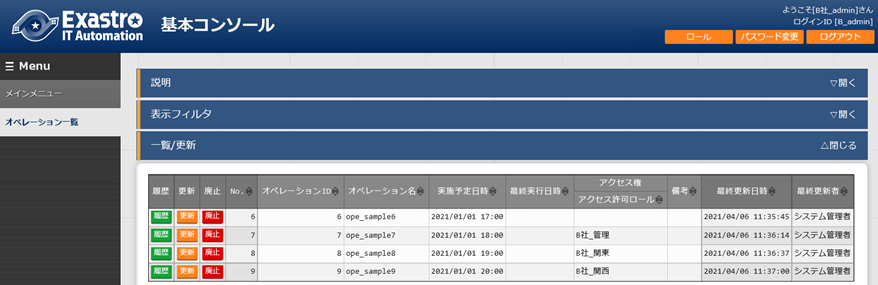 Exastro
IT Automation
基本コンソール
ようこそ[B社_admin]さん
ログインID [B_admin]
ロール パスワード変更 ログアウト
☰ Menu
メインメニュー
オペレーション一覧
説明 ▽開く
表示フィルタ ▽開く
一覧/更新 △閉じる
履歴 更新 廃止 No. オペレーションID オペレーション名 実施予定日時 最終実行日時 アクセス権 備考 最終更新日時 最終更新者
アクセス許可ロール
履歴 更新 廃止 6 6 ope_sample6 2021/01/01 17:00 2021/04/06 11:35:45 システム管理者
履歴 更新 廃止 7 7 ope_sample7 2021/01/01 18:00 B社_管理 2021/04/06 11:36:14 システム管理者
履歴 更新 廃止 8 8 ope_sample8 2021/01/01 19:00 B社_関東 2021/04/06 11:36:37 システム管理者
履歴 更新 廃止 9 9 ope_sample9 2021/01/01 20:00 B社_関西 2021/04/06 11:37:00 システム管理者